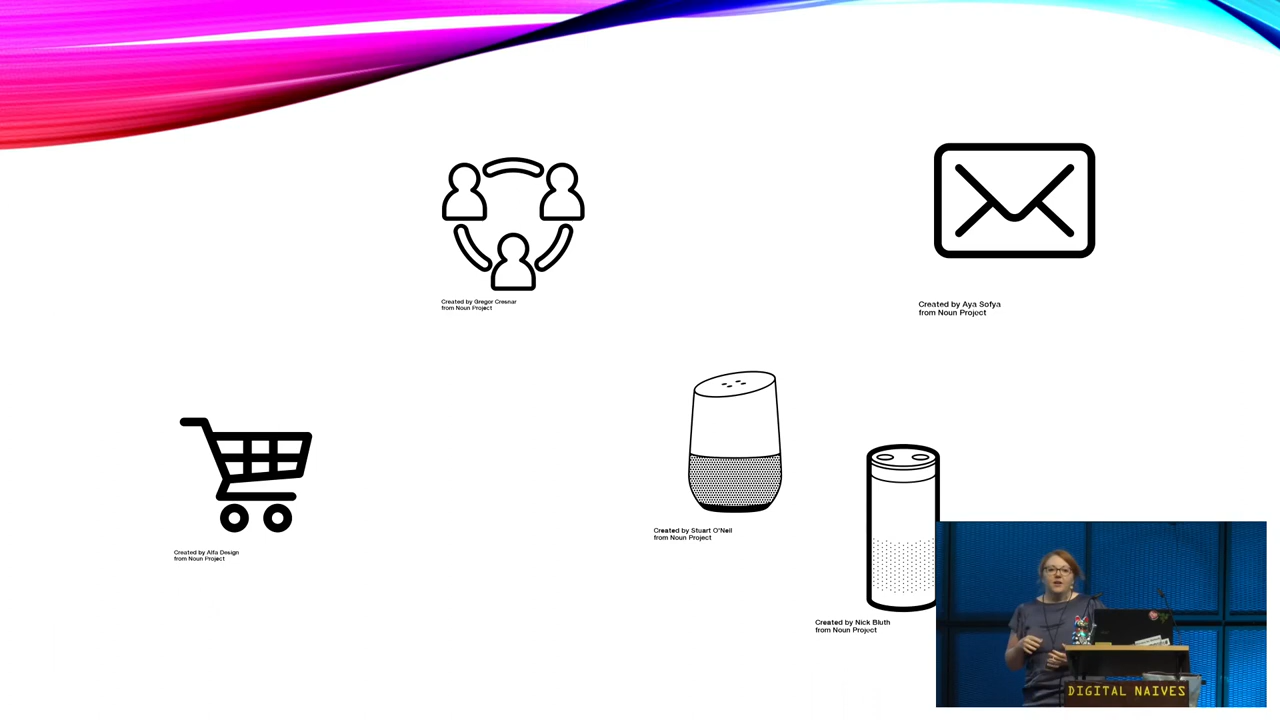 Created by Gregor Cresnar
from Noun Project
Created by Aya Sofya
from Noun Project
Created by Alfa Design
from Noun Project
Created by Stuart O'Neil
from Noun Project
Created by Nick Bluth
from Noun Project
DIGITAL NAIVES